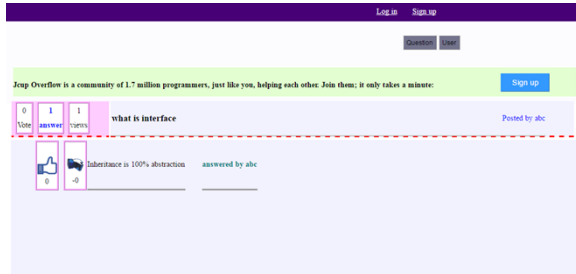 Log in Sign up
Question User
Jcup Overflow is a community of 1.7 million programmers, just like you, helping each other. Join them; it only takes a minute: Sign up
0 1 1
Vote answer views what is interface Posted by abc
Inheritance is 100% abstraction answered by abc
0 -0